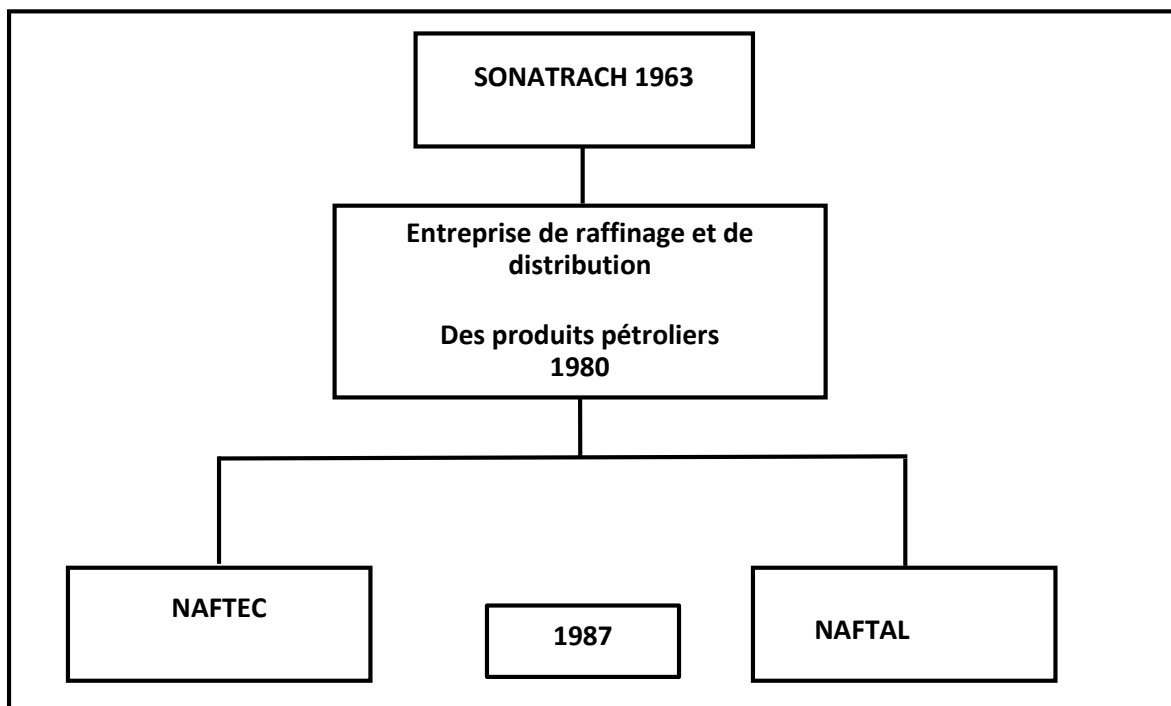 SONATRACH 1963
Entreprise de raffinage et de
distribution
Des produits pétroliers
1980
NAFTEC
1987
NAFTAL